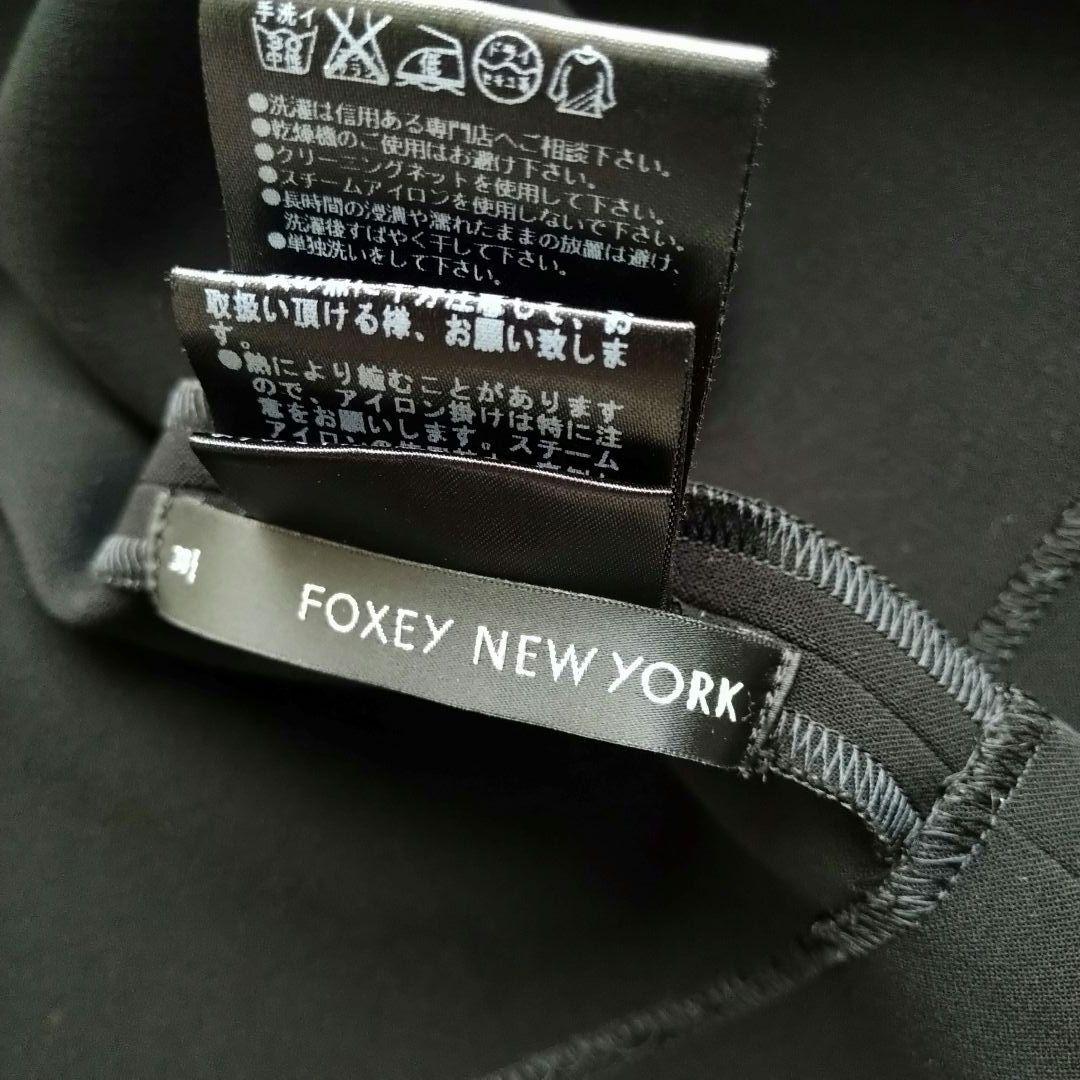 手洗イ
ドライ
セキユ系
●洗濯は信用ある専門店へご相談下さい。
●乾燥機のご使用はお避け下さい。
●クリーニングネットを使用して下さい。
●スチームアイロンを使用しないで下さい。
●長時間の浸漬や濡れたままの放置は避け、
洗濯後すばやく干して下さい。
●単独洗いをして下さい。
取扱い頂ける様、お願い致しま
す。
●熱により縮むことがあります
ので、アイロン掛けは特に注
意をお願いします。スチーム
FOXEY NEW YORK